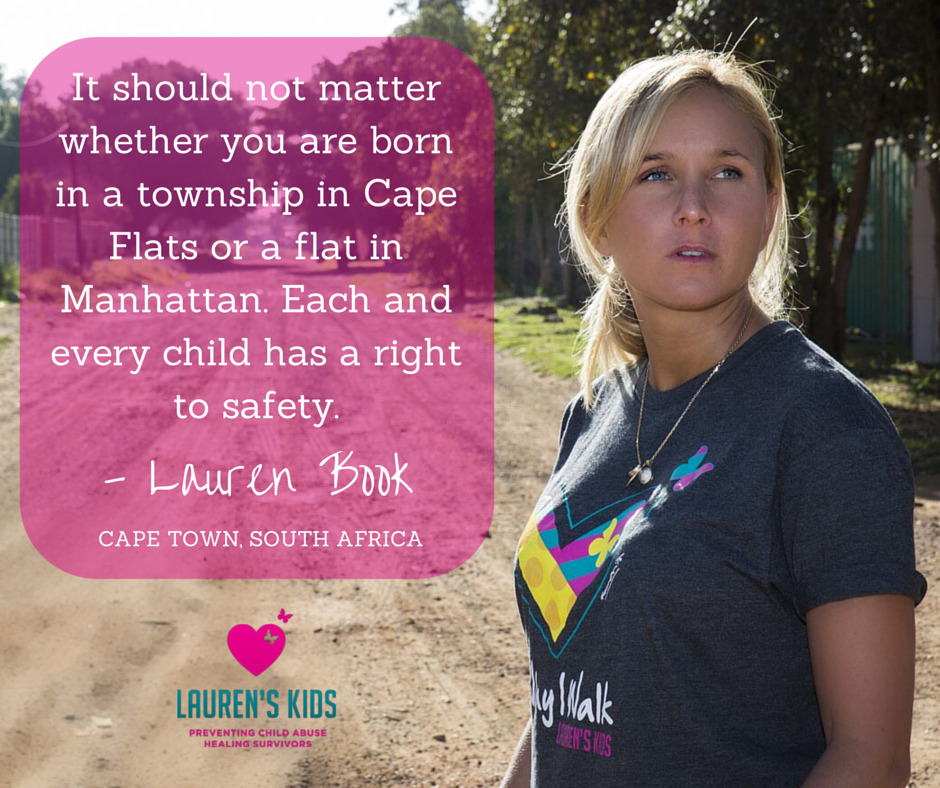 It should not matter
whether you are born
in a township in Cape
Flats or a flat in
Manhattan. Each and
every child has a right
to safety.
- Lauren Book
CAPE TOWN, SOUTH AFRICA
LAUREN'S KIDS
PREVENTING CHILD ABUSE
HEALING SURVIVORS
I Walk
LAUREN'S KIDS